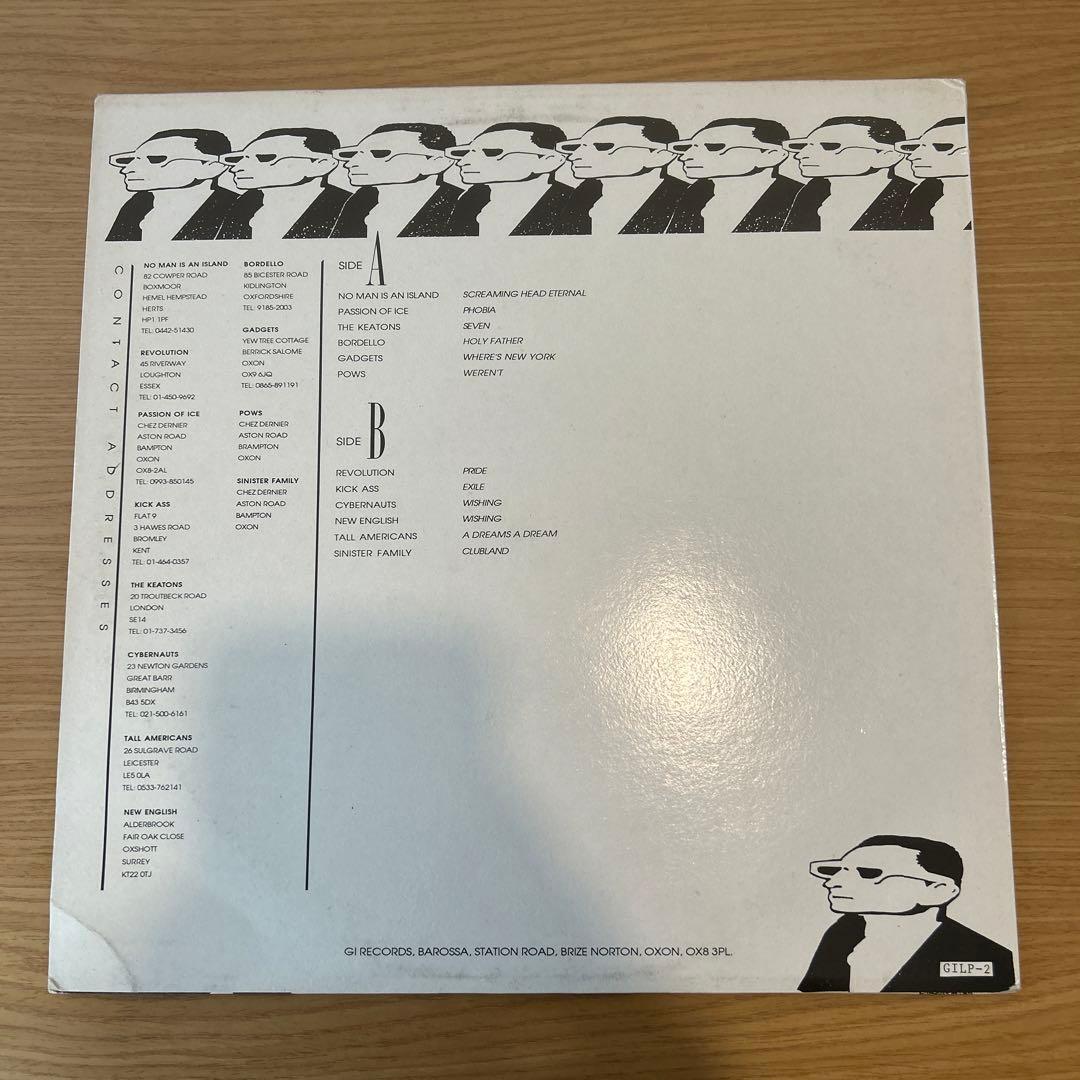 CONTACT ADDRESSES
NO MAN IS AN ISLAND
82 COWPER ROAD
BOXMOOR
HEMEL HEMPSTEAD
HERTS
HP1 1PF
TEL: 0442-51430
REVOLUTION
45 RIVERWAY
LOUGHTON
ESSEX
TEL: 01-450-9692
PASSION OF ICE
CHEZ DERNIER
ASTON ROAD
BAMPTON
OXON
OX8-2AL
TEL: 0993-850145
KICK ASS
FLAT 9
3 HAWES ROAD
BROMLEY
KENT
TEL: 01-464-0357
THE KEATONS
20 TROUTBECK ROAD
LONDON
SE14
TEL: 01-737-3456
CYBERNAUTS
23 NEWTON GARDENS
GREAT BARR
BIRMINGHAM
B43 5DX
TEL: 021-500-6161
TALL AMERICANS
26 SULGRAVE ROAD
LEICESTER
LE5 0LA
TEL: 0533-762141
NEW ENGLISH
ALDERBROOK
FAIR OAK CLOSE
OXSHOTT
SURREY
KT22 0TJ
BORDELLO
85 BICESTER ROAD
KIDLINGTON
OXFORDSHIRE
TEL: 9185-2003
GADGETS
YEW TREE COTTAGE
BERRICK SALOME
OXON
OX9 6JQ
TEL: 0865-891191
POWS
CHEZ DERNIER
ASTON ROAD
BRAMPTON
OXON
SINISTER FAMILY
CHEZ DERNIER
ASTON ROAD
BAMPTON
OXON
SIDE A
NO MAN IS AN ISLAND SCREAMING HEAD ETERNAL
PASSION OF ICE PHOBIA
THE KEATONS SEVEN
BORDELLO HOLY FATHER
GADGETS WHERE'S NEW YORK
POWS WEREN'T
SIDE B
REVOLUTION PRIDE
KICK ASS EXILE
CYBERNAUTS WISHING
NEW ENGLISH WISHING
TALL AMERICANS A DREAMS A DREAM
SINISTER FAMILY CLUBLAND
GI RECORDS, BAROSSA, STATION ROAD, BRIZE NORTON, OXON, OX8 3PL.
GILP-2